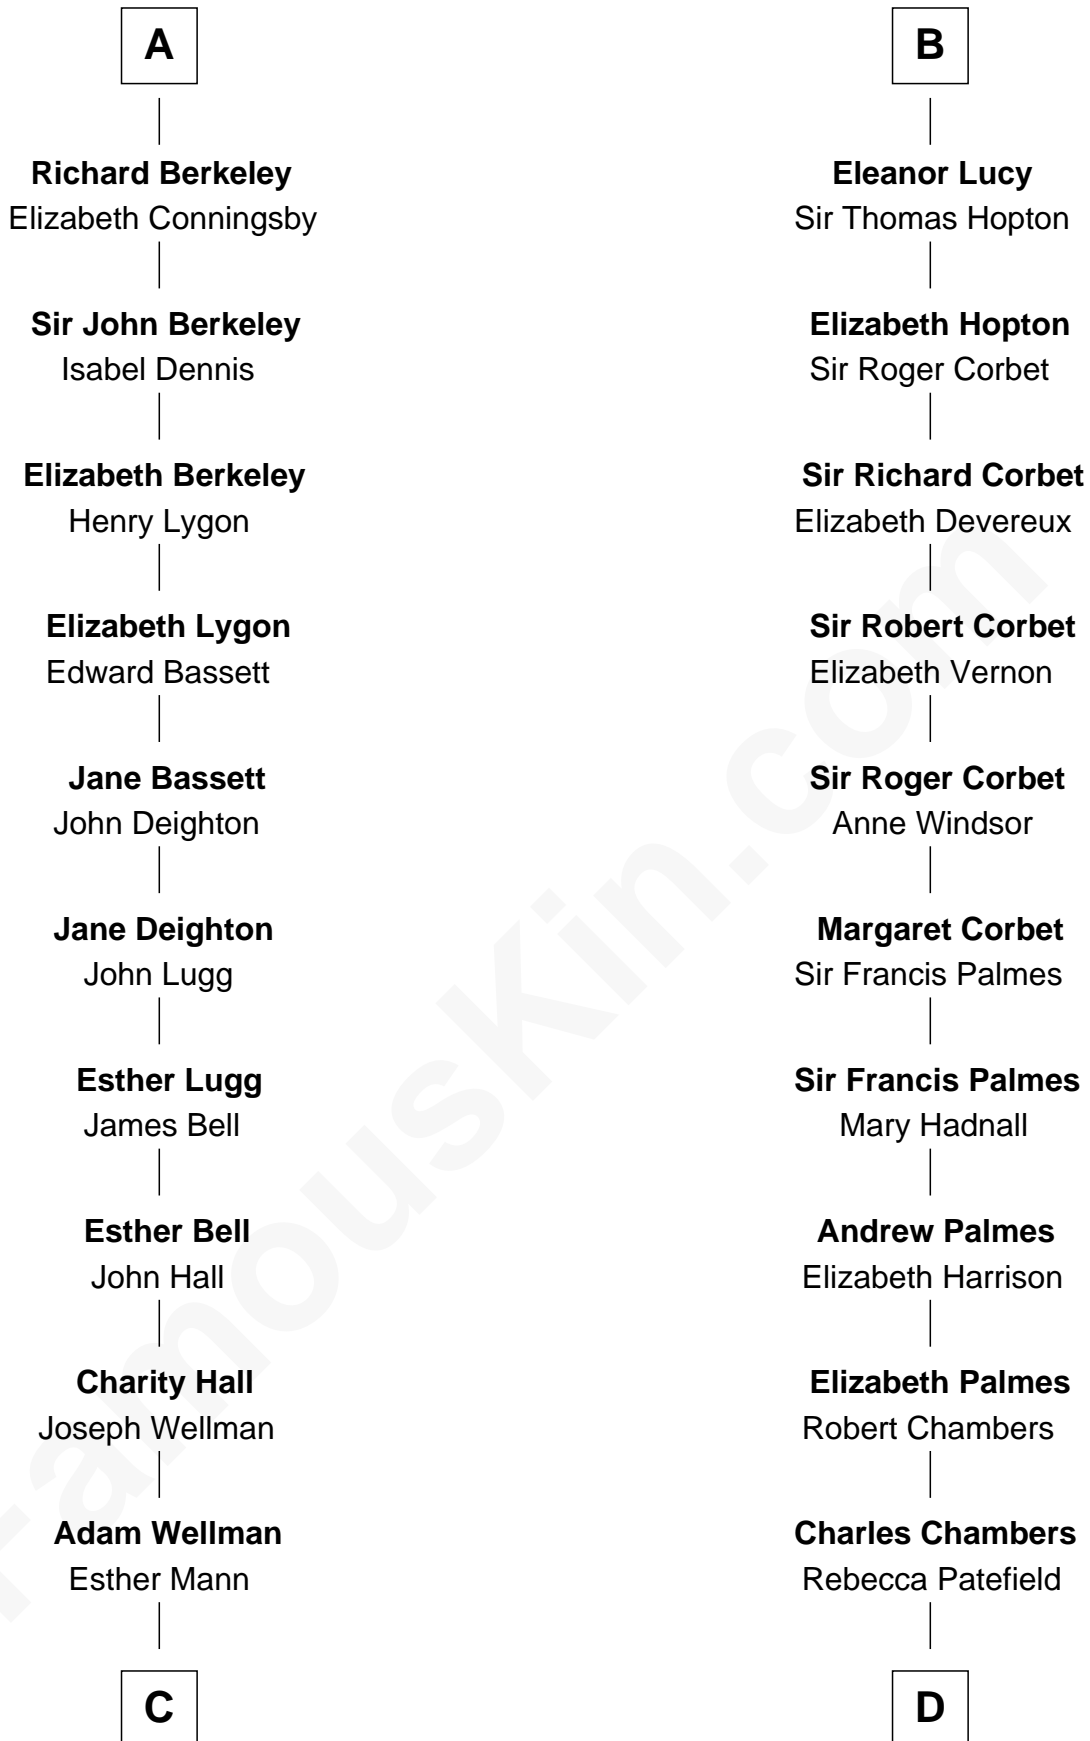 A
Richard Berkeley
Elizabeth Conningsby
Sir John Berkeley
Isabel Dennis
Elizabeth Berkeley
Henry Lygon
Elizabeth Lygon
Edward Bassett
Jane Bassett
John Deighton
Jane Deighton
John Lugg
Esther Lugg
James Bell
Esther Bell
John Hall
Charity Hall
Joseph Wellman
Adam Wellman
Esther Mann
C
B
Eleanor Lucy
Sir Thomas Hopton
Elizabeth Hopton
Sir Roger Corbet
Sir Richard Corbet
Elizabeth Devereux
Sir Robert Corbet
Elizabeth Vernon
Sir Roger Corbet
Anne Windsor
Margaret Corbet
Sir Francis Palmes
Sir Francis Palmes
Mary Hadnall
Andrew Palmes
Elizabeth Harrison
Elizabeth Palmes
Robert Chambers
Charles Chambers
Rebecca Patefield
D
FamousKin.com